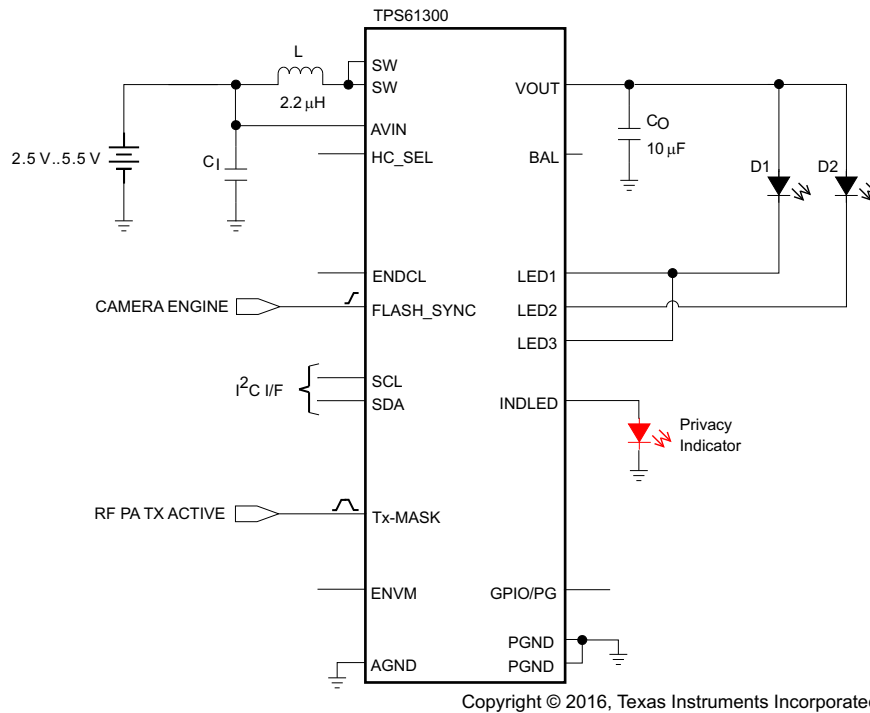 TPS61300
L
2.2 μH
SW
SW
AVIN
HC_SEL
2.5 V..5.5 V
CI
VOUT
BAL
CO
10 μF
D1
D2
ENDCL
CAMERA ENGINE
FLASH_SYNC
LED1
LED2
LED3
I2C I/F
SCL
SDA
INDLED
Privacy
Indicator
RF PA TX ACTIVE
Tx-MASK
ENVM
GPIO/PG
AGND
PGND
PGND
Copyright © 2016, Texas Instruments Incorporate